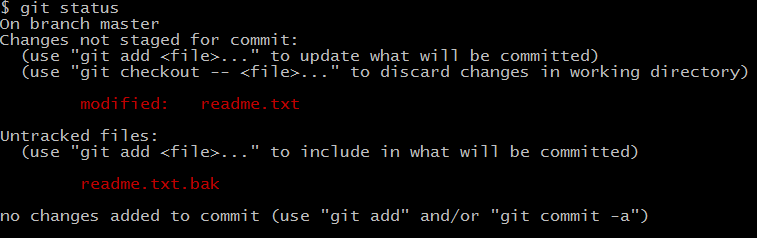 $ git status
On branch master
Changes not staged for commit:
  (use "git add <file>..." to update what will be committed)
  (use "git checkout -- <file>..." to discard changes in working directory)

        modified:   readme.txt

Untracked files:
  (use "git add <file>..." to include in what will be committed)

        readme.txt.bak

no changes added to commit (use "git add" and/or "git commit -a")